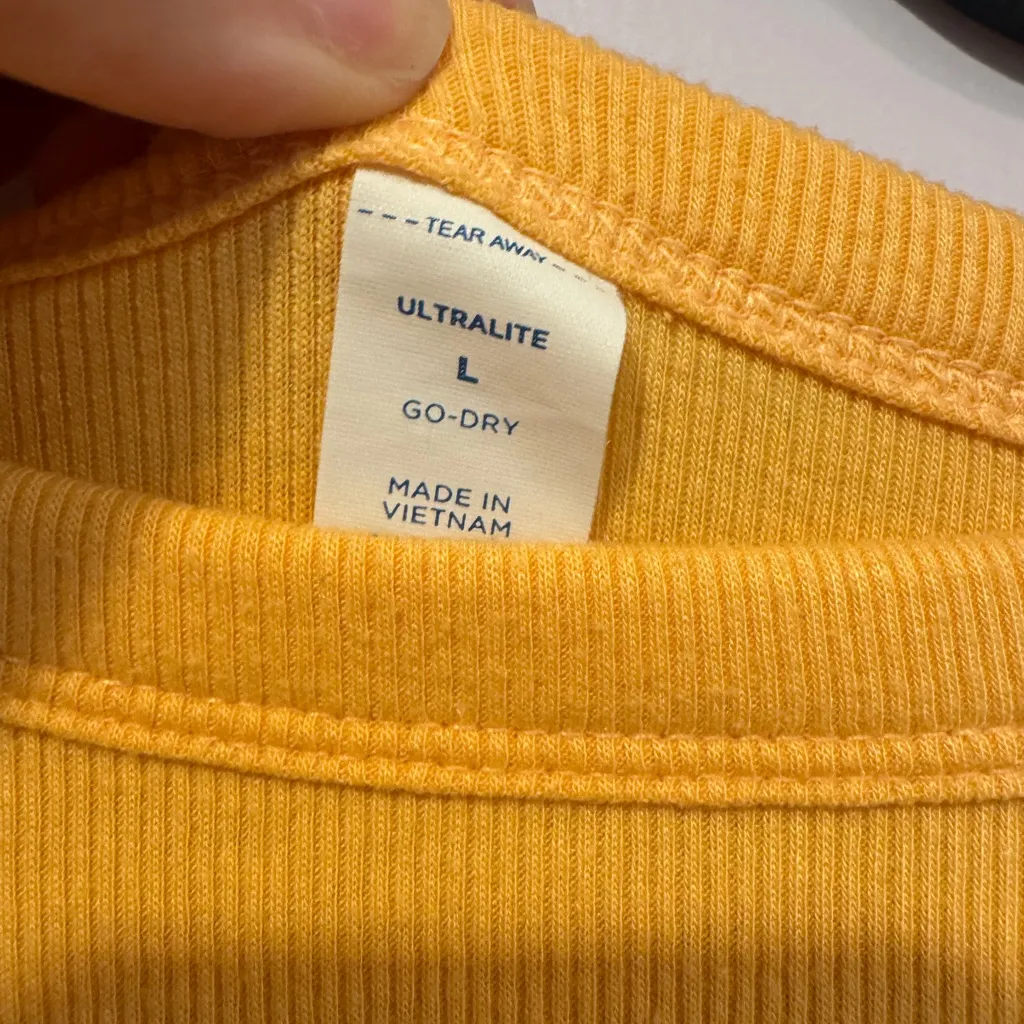 --- TEAR AWAY ---
ULTRALITE
L
GO-DRY
MADE IN
VIETNAM